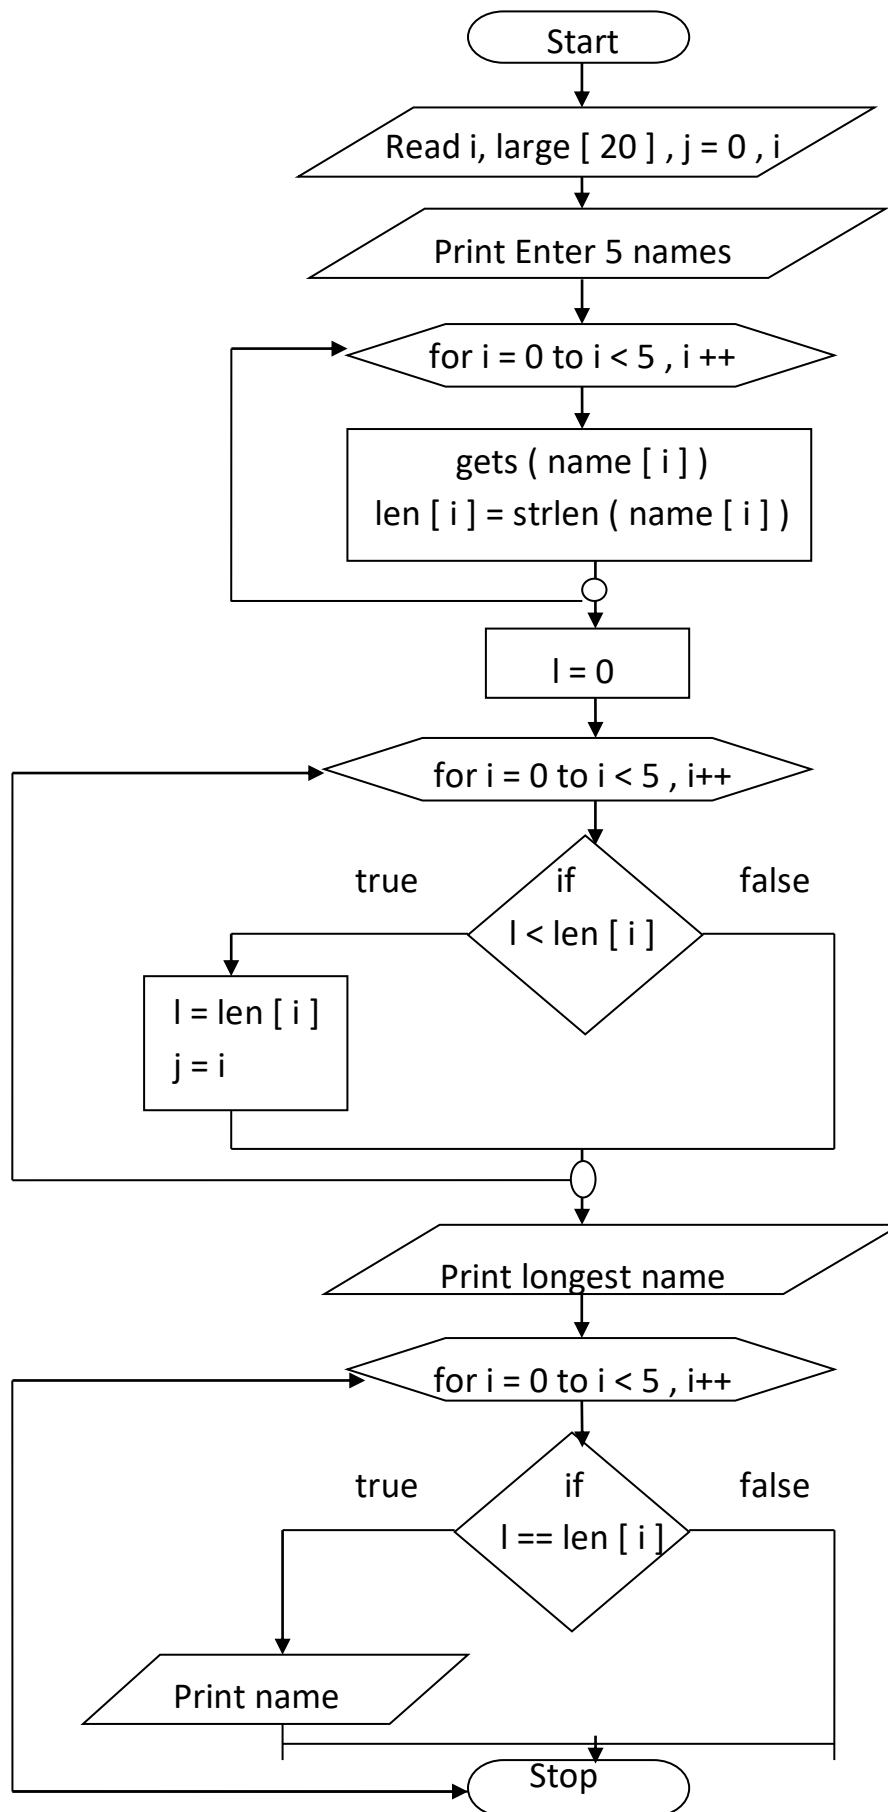 Start
Read i, large [ 20 ] , j = 0 , i
Print Enter 5 names
for i = 0 to i < 5 , i ++
gets ( name [ i ] )
len [ i ] = strlen ( name [ i ] )
l = 0
for i = 0 to i < 5 , i++
true if false
l < len [ i ]
l = len [ i ]
j = i
Print longest name
for i = 0 to i < 5 , i++
true if false
l == len [ i ]
Print name
Stop